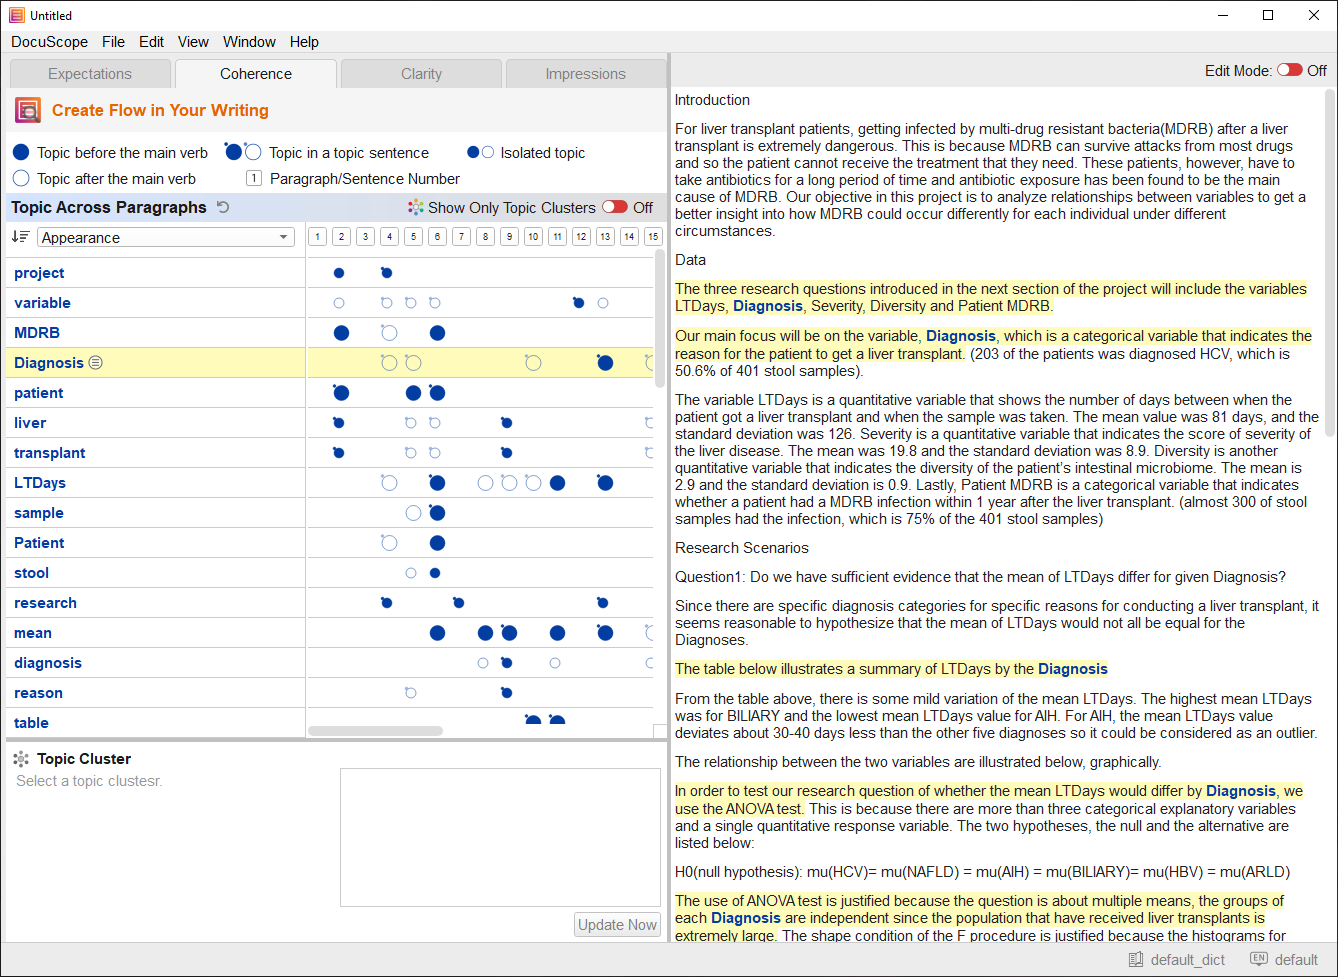 Untitled
DocuScope File Edit View Window Help
Expectations Coherence Clarity Impressions
Create Flow in Your Writing
Topic before the main verb Topic in a topic sentence Isolated topic
Topic after the main verb 1 Paragraph/Sentence Number
Topic Across Paragraphs Show Only Topic Clusters Off
Appearance 1 2 3 4 5 6 7 8 9 10 11 12 13 14 15
project
variable
MDRB
Diagnosis
patient
liver
transplant
LTDays
sample
Patient
stool
research
mean
diagnosis
reason
table
Topic Cluster
Select a topic clustesr.
Update Now
Edit Mode: Off
Introduction
For liver transplant patients, getting infected by multi-drug resistant bacteria(MDRB) after a liver
transplant is extremely dangerous. This is because MDRB can survive attacks from most drugs
and so the patient cannot receive the treatment that they need. These patients, however, have to
take antibiotics for a long period of time and antibiotic exposure has been found to be the main
cause of MDRB. Our objective in this project is to analyze relationships between variables to get a
better insight into how MDRB could occur differently for each individual under different
circumstances.
Data
The three research questions introduced in the next section of the project will include the variables
LTDays, Diagnosis, Severity, Diversity and Patient MDRB.
Our main focus will be on the variable, Diagnosis, which is a categorical variable that indicates the
reason for the patient to get a liver transplant. (203 of the patients was diagnosed HCV, which is
50.6% of 401 stool samples).
The variable LTDays is a quantitative variable that shows the number of days between when the
patient got a liver transplant and when the sample was taken. The mean value was 81 days, and the
standard deviation was 126. Severity is a quantitative variable that indicates the score of severity of
the liver disease. The mean was 19.8 and the standard deviation was 8.9. Diversity is another
quantitative variable that indicates the diversity of the patient's intestinal microbiome. The mean is
2.9 and the standard deviation is 0.9. Lastly, Patient MDRB is a categorical variable that indicates
whether a patient had a MDRB infection within 1 year after the liver transplant. (almost 300 of stool
samples had the infection, which is 75% of the 401 stool samples)
Research Scenarios
Question1: Do we have sufficient evidence that the mean of LTDays differ for given Diagnosis?
Since there are specific diagnosis categories for specific reasons for conducting a liver transplant, it
seems reasonable to hypothesize that the mean of LTDays would not all be equal for the
Diagnoses.
The table below illustrates a summary of LTDays by the Diagnosis
From the table above, there is some mild variation of the mean LTDays. The highest mean LTDays
was for BILIARY and the lowest mean LTDays value for AIH. For AIH, the mean LTDays value
deviates about 30-40 days less than the other five diagnoses so it could be considered as an outlier.
The relationship between the two variables are illustrated below, graphically.
In order to test our research question of whether the mean LTDays would differ by Diagnosis, we
use the ANOVA test. This is because there are more than three categorical explanatory variables
and a single quantitative response variable. The two hypotheses, the null and the alternative are
listed below:
H0(null hypothesis): mu(HCV)= mu(NAFLD) = mu(AIH) = mu(BILIARY)= mu(HBV) = mu(ARLD)
The use of ANOVA test is justified because the question is about multiple means, the groups of
each Diagnosis are independent since the population that have received liver transplants is
extremely large. The shape condition of the F procedure is justified because the histograms for
default_dict EN default